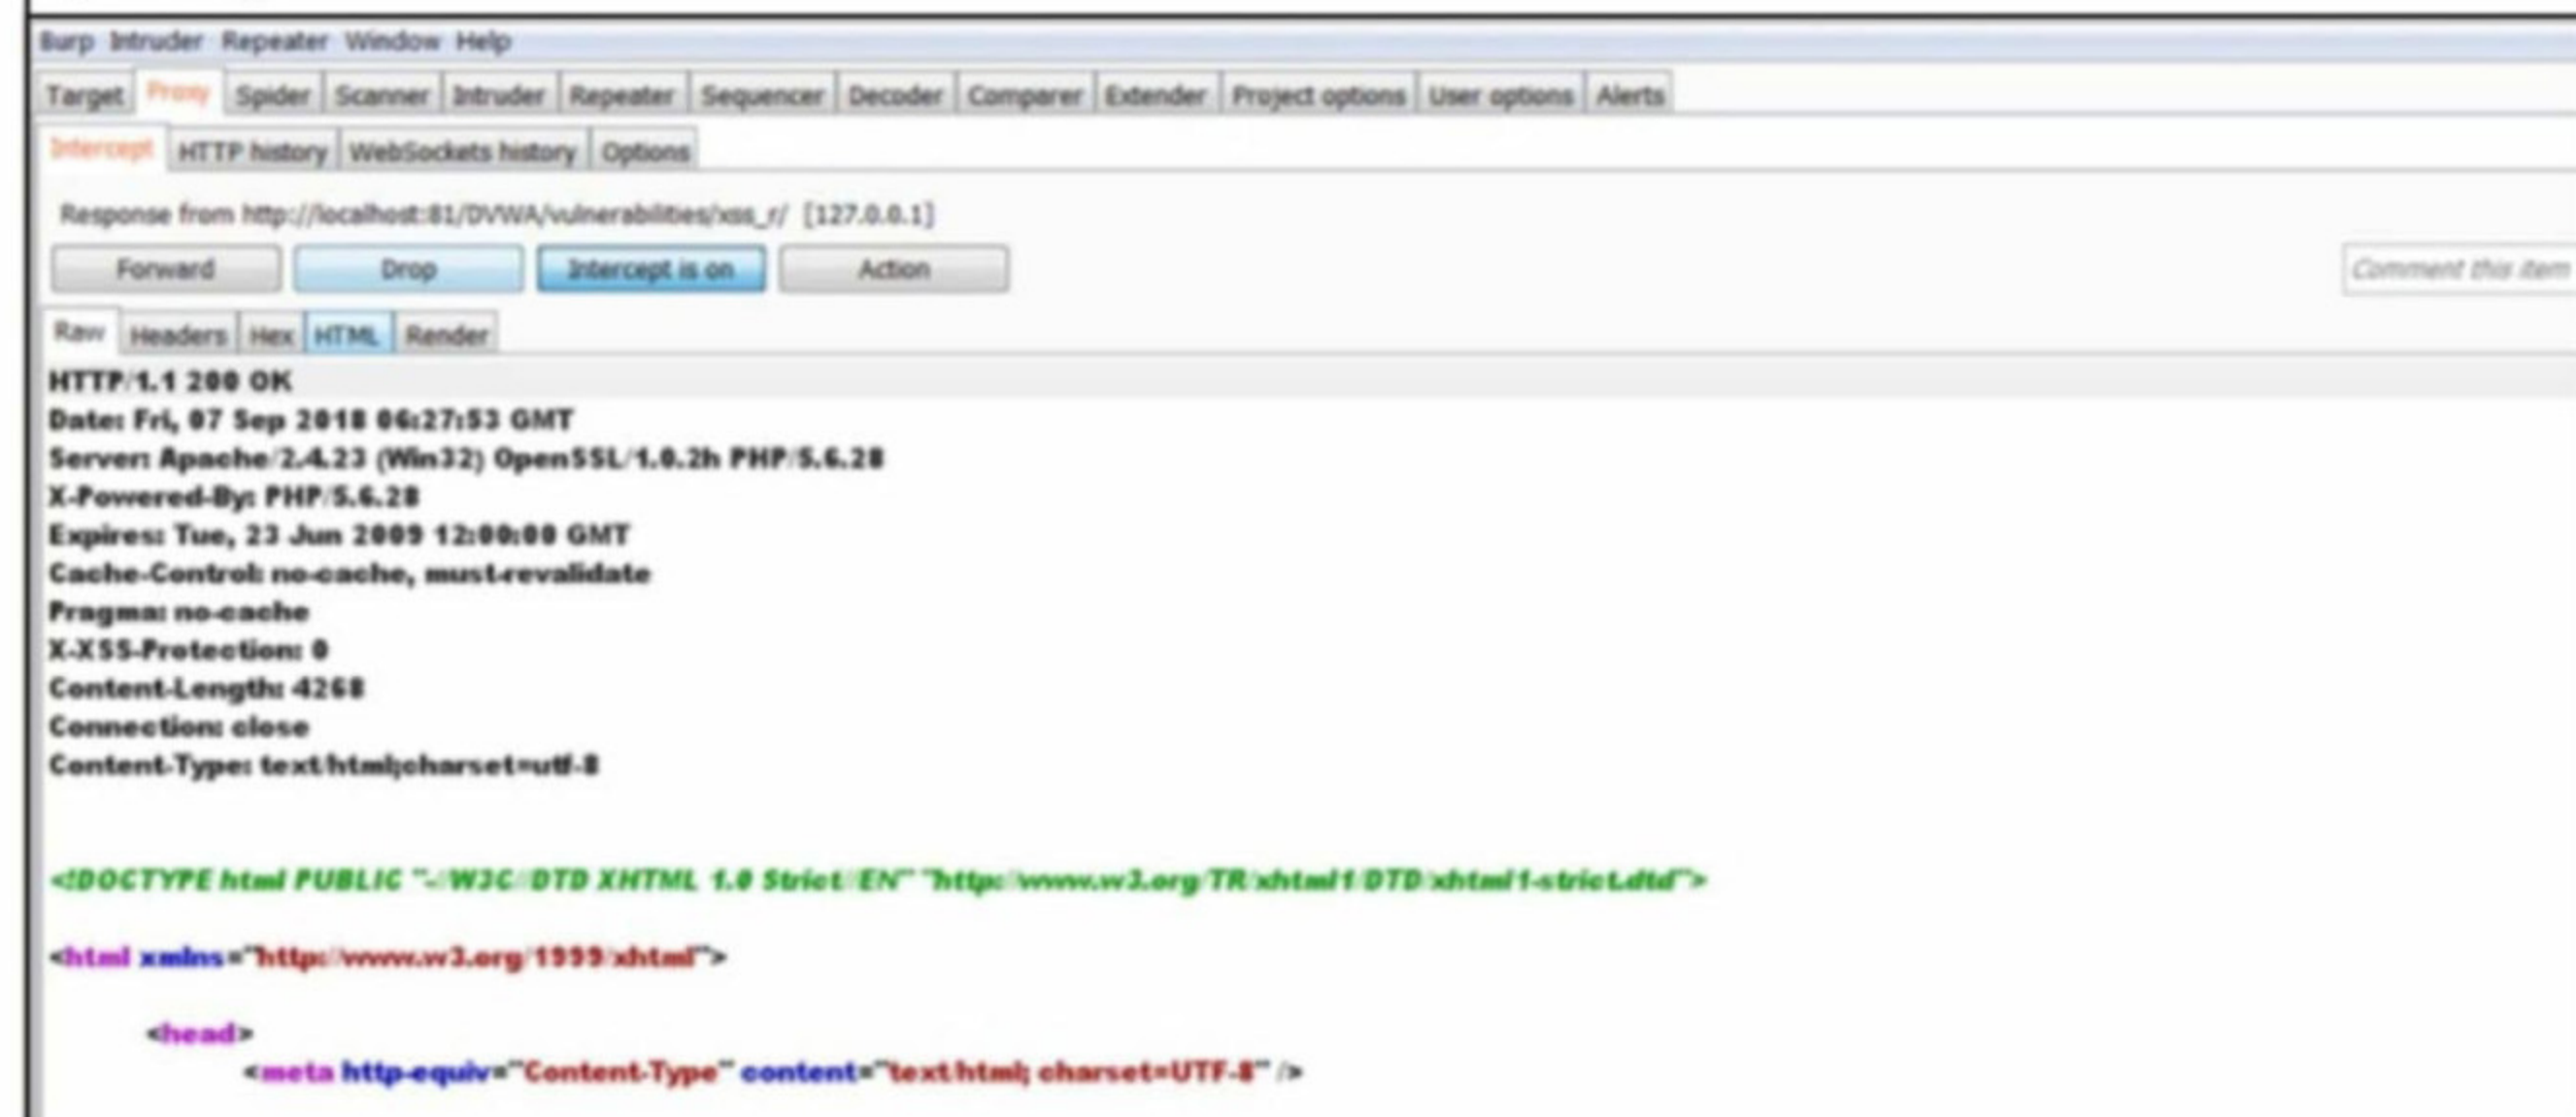 Burp Intruder Repeater Window Help
Target Proxy Spider Scanner Intruder Repeater Sequencer Decoder Comparer Extender Project options User options Alerts
Intercept HTTP history WebSockets history Options
Response from http://localhost:81/DVWA/vulnerabilities/xss_r/ [127.0.0.1]
Forward Drop Intercept is on Action Comment this item
Raw Headers Hex HTML Render
HTTP/1.1 200 OK
Date: Fri, 07 Sep 2018 06:27:53 GMT
Server: Apache/2.4.23 (Win32) OpenSSL/1.0.2h PHP/5.6.28
X-Powered-By: PHP/5.6.28
Expires: Tue, 23 Jun 2009 12:00:00 GMT
Cache-Control: no-cache, must-revalidate
Pragma: no-cache
X-XSS-Protection: 0
Content-Length: 4268
Connection: close
Content-Type: text/html;charset=utf-8
<!DOCTYPE html PUBLIC "-//W3C//DTD XHTML 1.0 Strict//EN" "http://www.w3.org/TR/xhtml1/DTD/xhtml1-strict.dtd">
<html xmlns="http://www.w3.org/1999/xhtml">
<head>
<meta http-equiv="Content-Type" content="text/html; charset=UTF-8" />